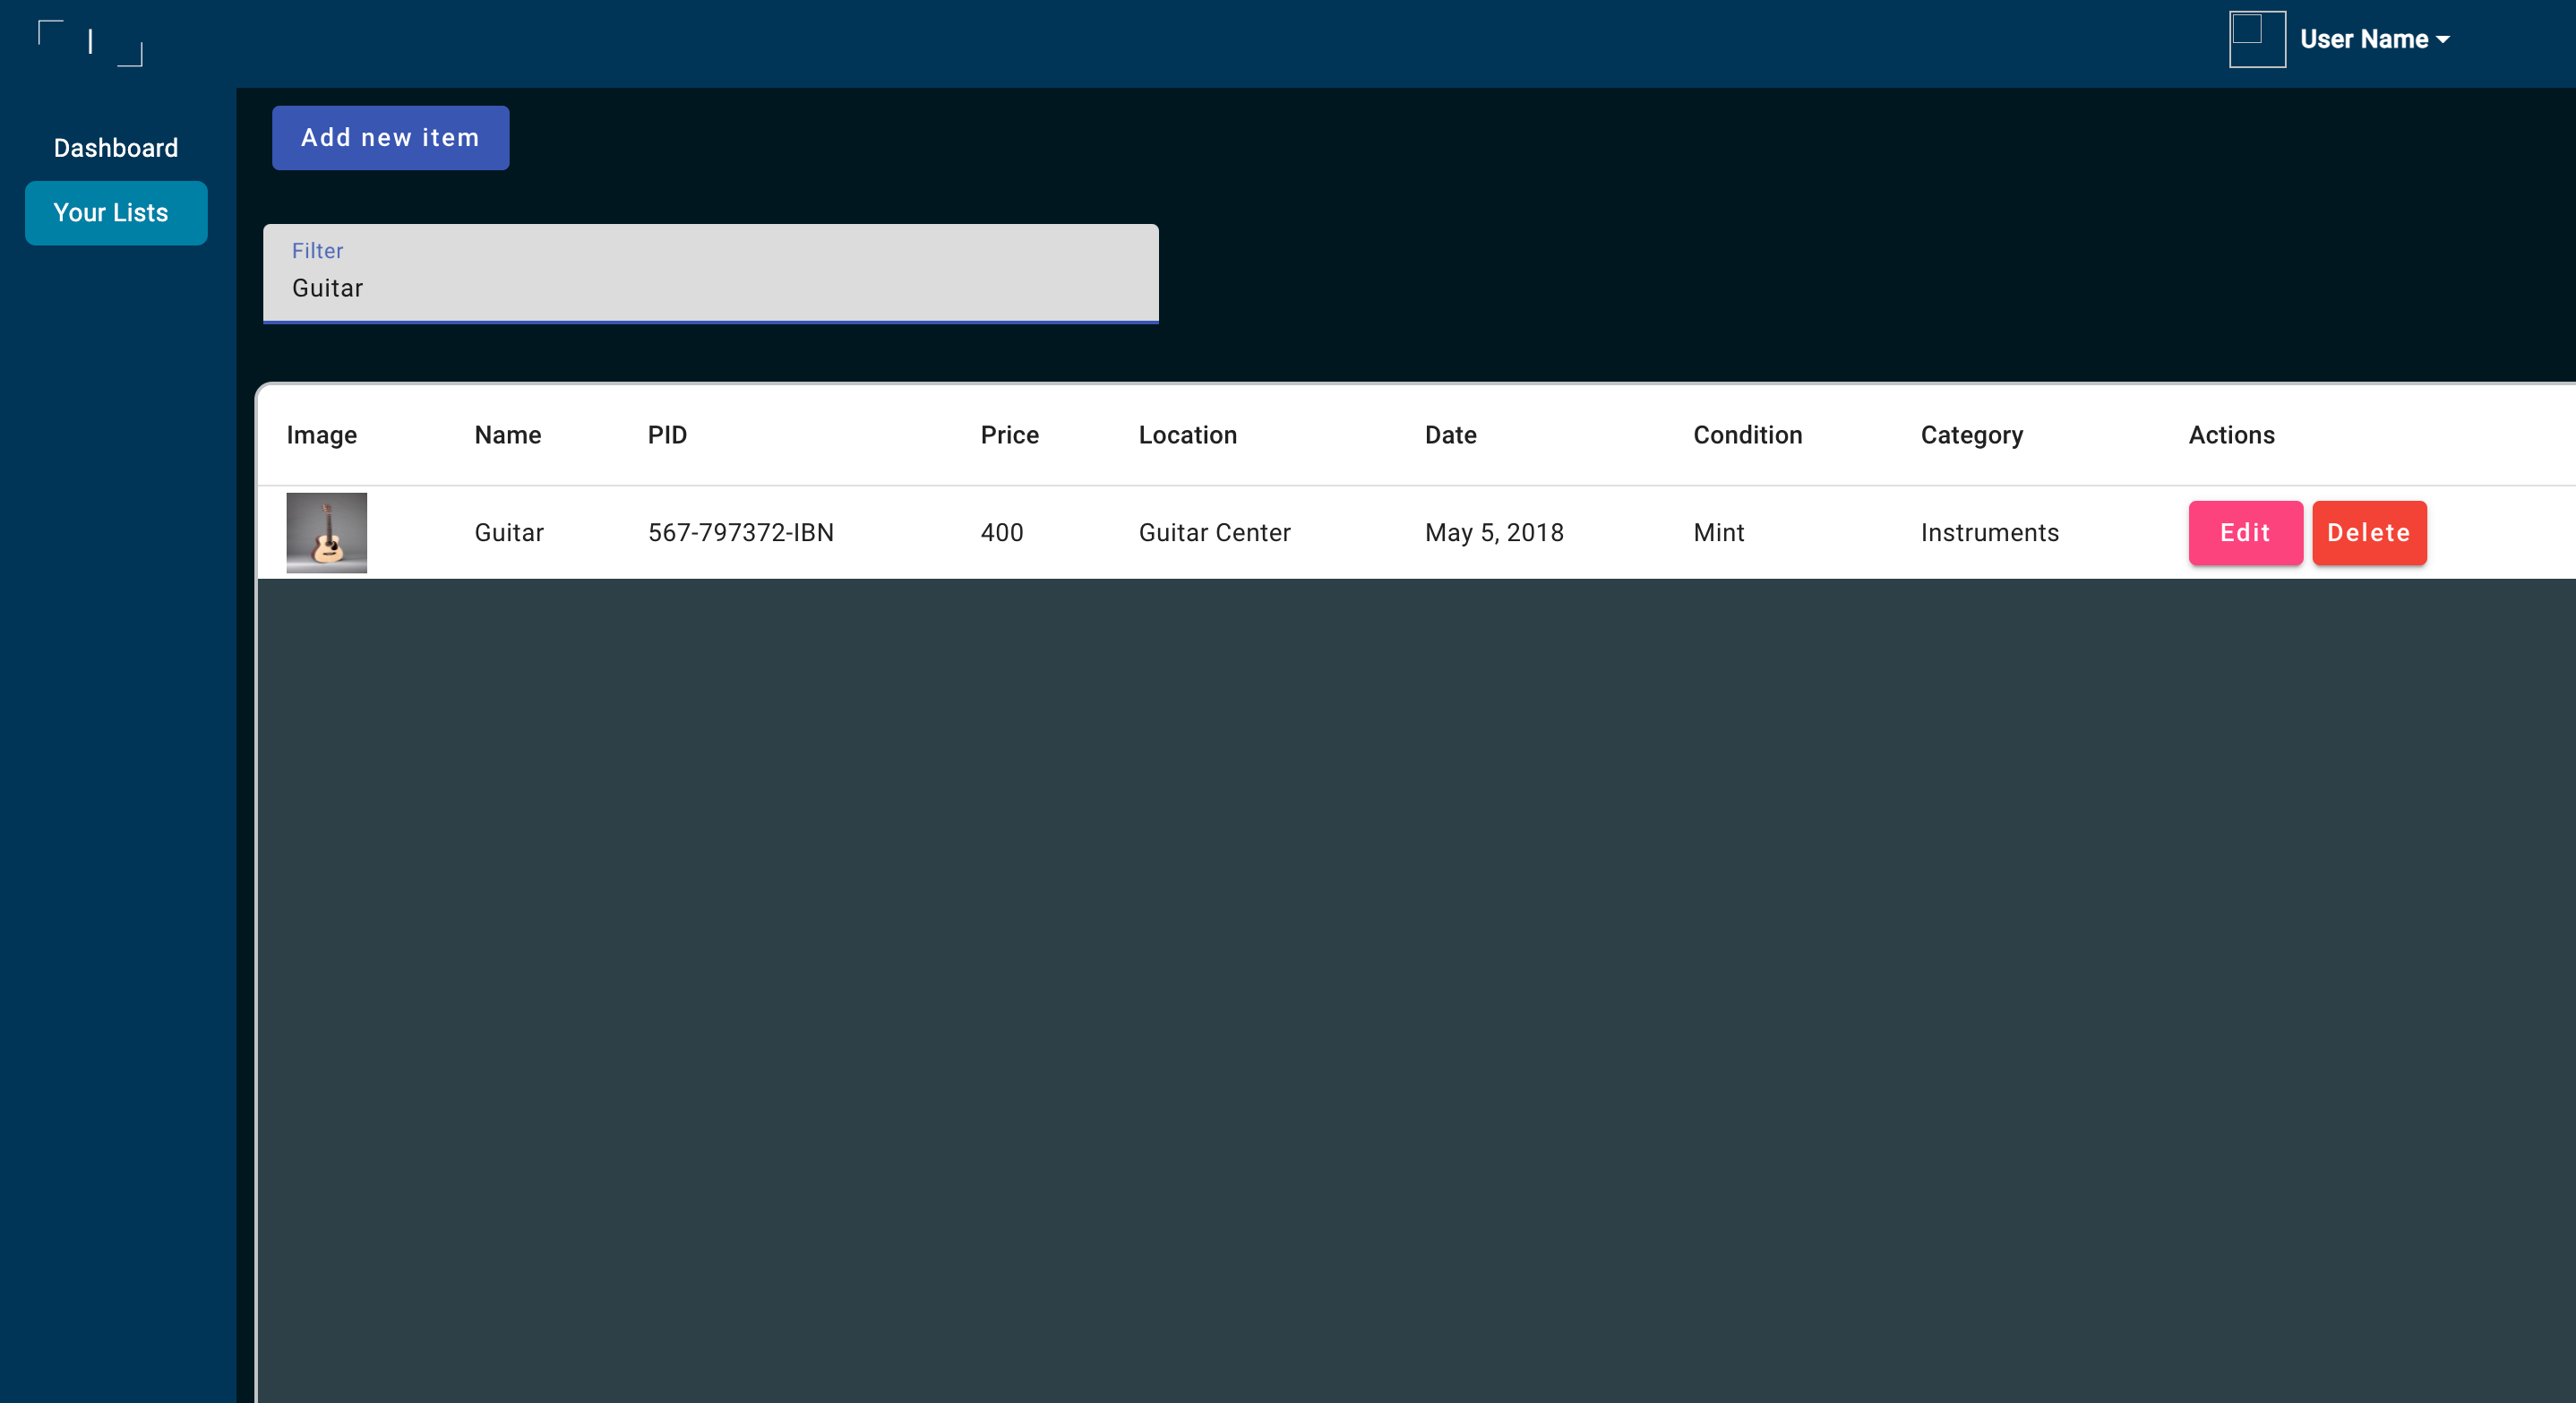 User Name
Dashboard
Your Lists
Add new item
Filter
Guitar
Image Name PID Price Location Date Condition Category Actions
Guitar 567-797372-IBN 400 Guitar Center May 5, 2018 Mint Instruments Edit Delete